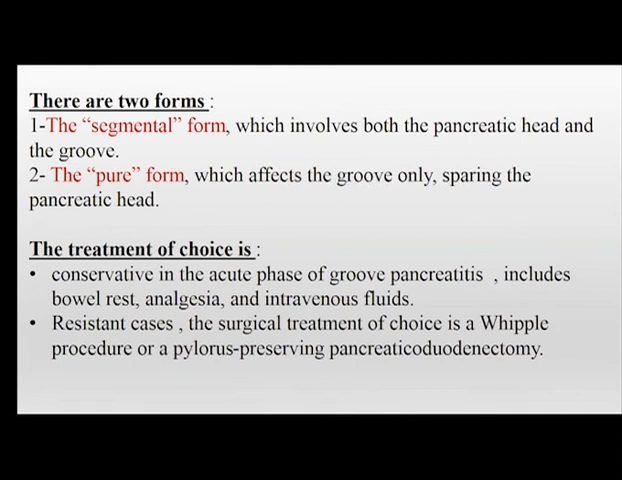 There are two forms :
1-The “segmental” form, which involves both the pancreatic head and
the groove.
2- The “pure” form, which affects the groove only, sparing the
pancreatic head.
The treatment of choice is :
• conservative in the acute phase of groove pancreatitis , includes
bowel rest, analgesia, and intravenous fluids.
• Resistant cases , the surgical treatment of choice is a Whipple
procedure or a pylorus-preserving pancreaticoduodenectomy.